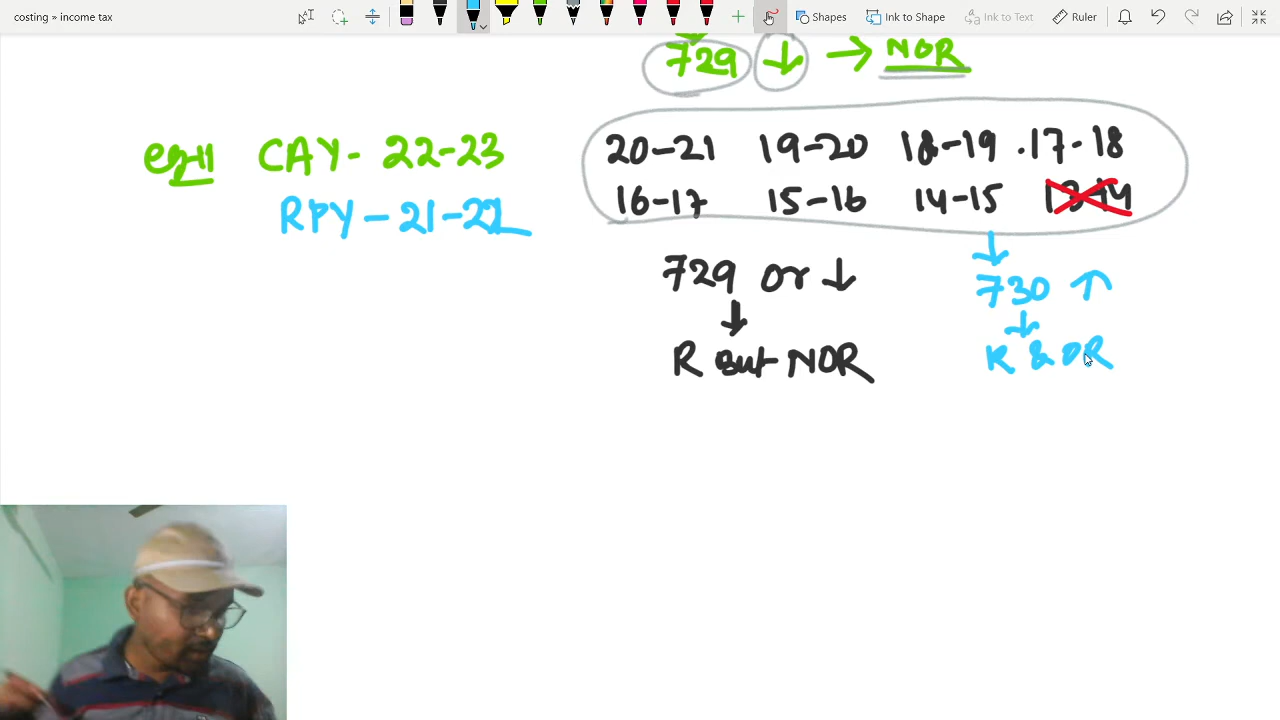 costing » income tax
Shapes Ink to Shape Ink to Text Ruler
729 ↓ → NOR
CAY - 22-23 20-21 19-20 18-19 17-18
RPY - 21-22 16-17 15-16 14-15 13-14
729 or ↓ 730 ↑
↓ ↓
R but NOR R & OR